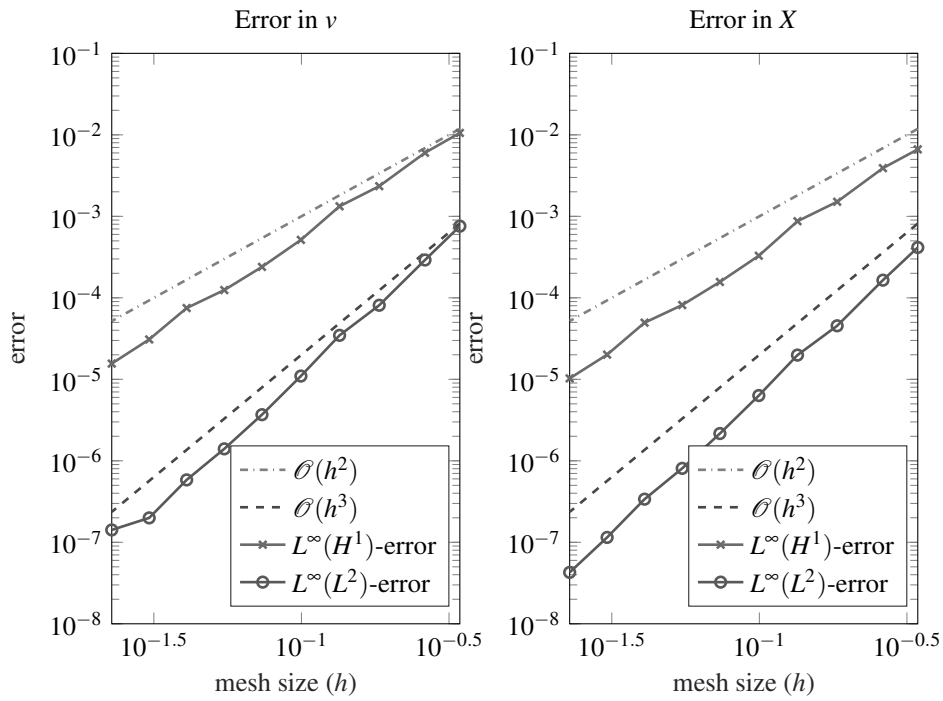 Error in v
10^{-1}
10^{-2}
10^{-3}
10^{-4}
10^{-5}
10^{-6}
10^{-7}
10^{-8}
error
𝒪(h^2)
𝒪(h^3)
L^∞(H^1)-error
L^∞(L^2)-error
10^{-1.5} 10^{-1} 10^{-0.5}
mesh size (h)
Error in X
10^{-1}
10^{-2}
10^{-3}
10^{-4}
10^{-5}
10^{-6}
10^{-7}
10^{-8}
error
𝒪(h^2)
𝒪(h^3)
L^∞(H^1)-error
L^∞(L^2)-error
10^{-1.5} 10^{-1} 10^{-0.5}
mesh size (h)